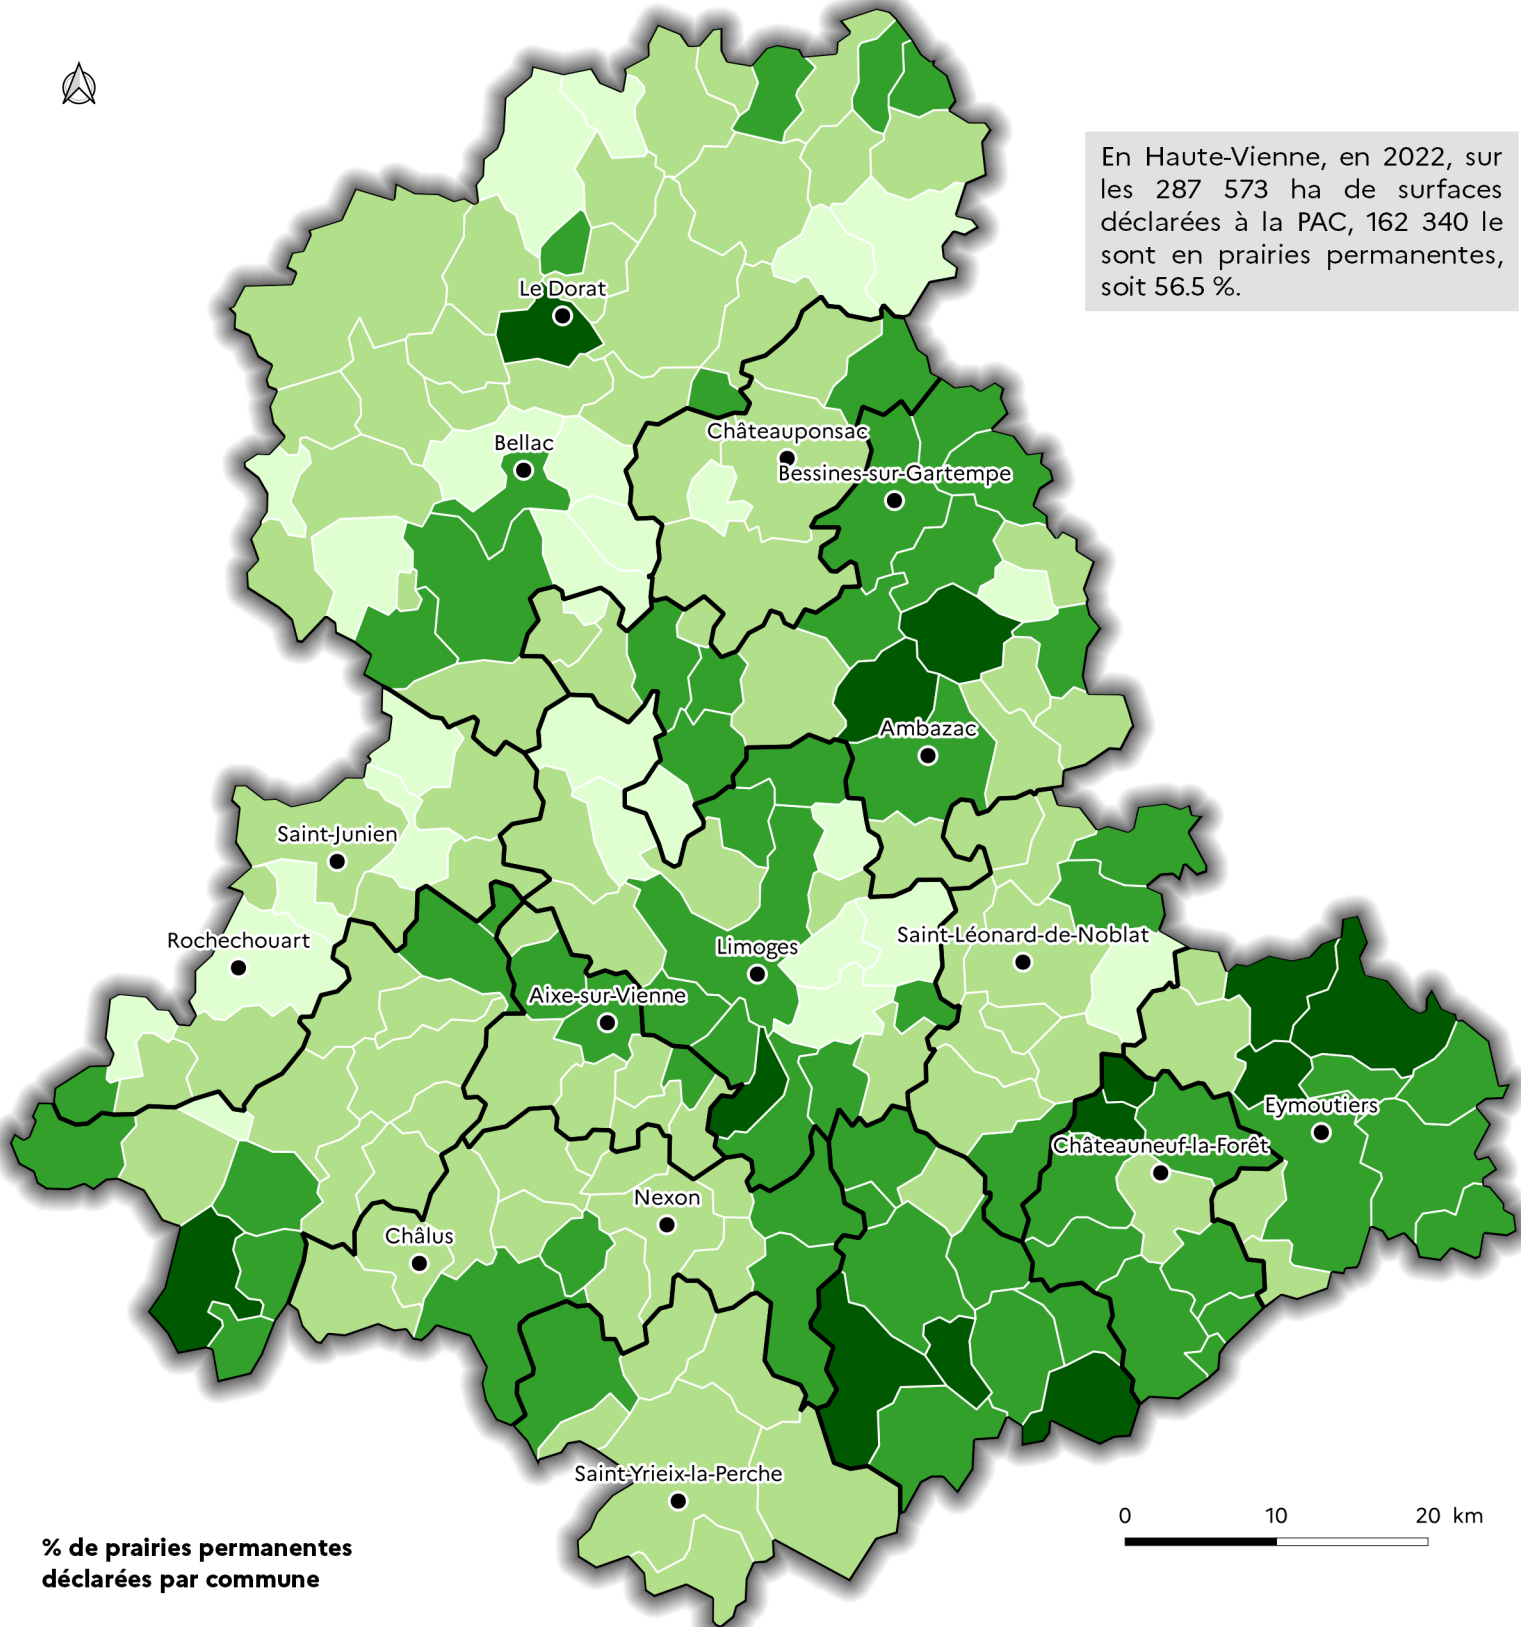 En Haute-Vienne, en 2022, sur
les 287 573 ha de surfaces
déclarées à la PAC, 162 340 le
sont en prairies permanentes,
soit 56.5 %.
Le Dorat
Châteauponsac
Bellac
Bessines-sur-Gartempe
Ambazac
Saint-Junien
Rochechouart
Limoges
Saint-Léonard-de-Noblat
Aixe-sur-Vienne
Eymoutiers
Châteauneuf-la-Forêt
Nexon
Châlus
Saint-Yrieix-la-Perche
0 10 20 km
% de prairies permanentes
déclarées par commune